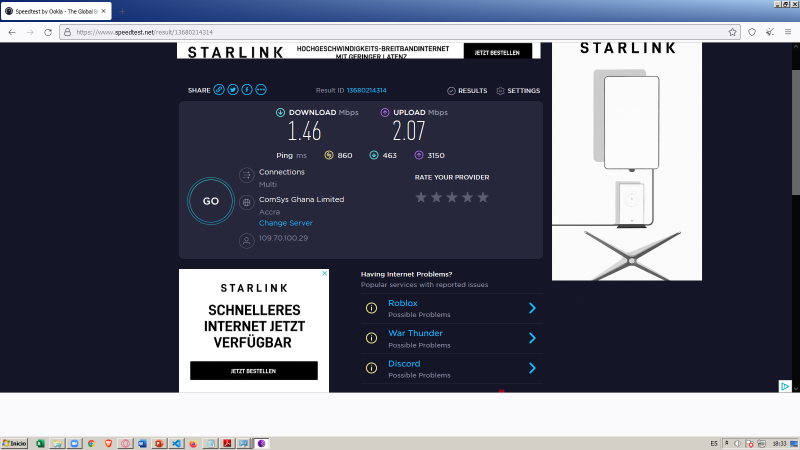 Speedtest by Ookla - The Global B
https://www.speedtest.net/result/13680214314
STARLINK
HOCHGESCHWINDIGKEITS-BREITBANDINTERNET
MIT GERINGER LATENZ
JETZT BESTELLEN
STARLINK
SHARE
Result ID 13680214314
RESULTS
SETTINGS
DOWNLOAD Mbps
1.46
UPLOAD Mbps
2.07
Ping ms 860 463 3150
GO
Connections
Multi
ComSys Ghana Limited
Accra
Change Server
109.70.100.29
RATE YOUR PROVIDER
STARLINK
SCHNELLERES
INTERNET JETZT
VERFÜGBAR
JETZT BESTELLEN
Having Internet Problems?
Popular services with reported issues
Roblox
Possible Problems
War Thunder
Possible Problems
Discord
Possible Problems
Inicio
ES
18:33